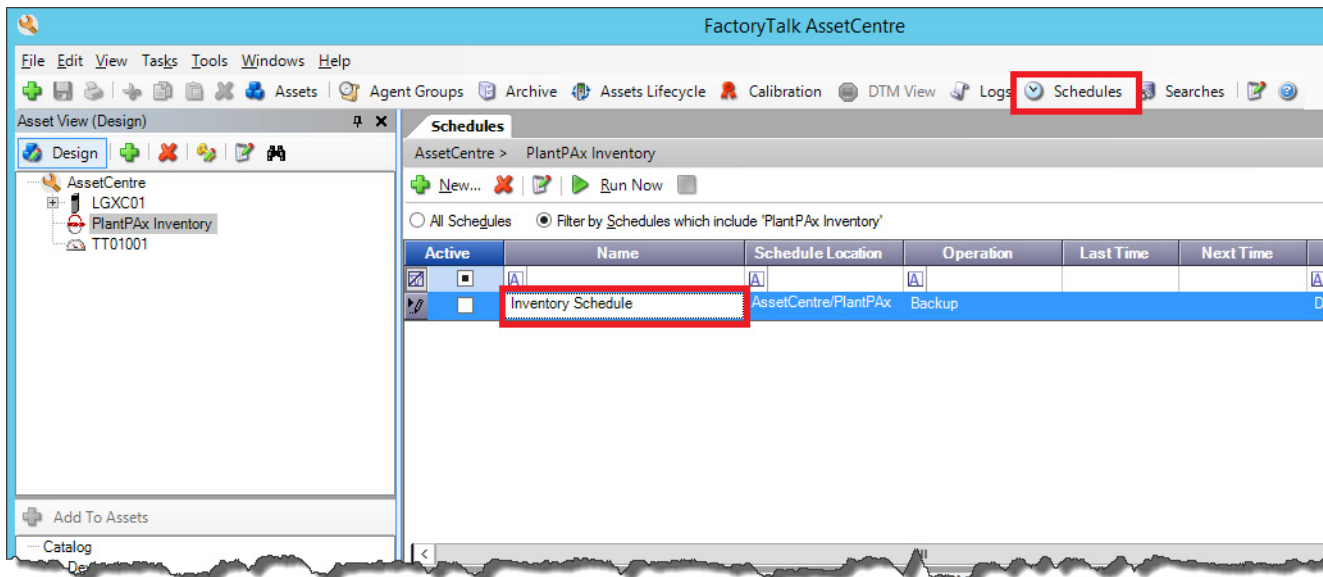 FactoryTalk AssetCentre
File Edit View Tasks Tools Windows Help
Assets Agent Groups Archive Assets Lifecycle Calibration DTM View Logs Schedules Searches
Asset View (Design)
Schedules
Design
AssetCentre > PlantPAx Inventory
AssetCentre
New... Run Now
LGXC01
PlantPAx Inventory
All Schedules Filter by Schedules which include 'PlantPAx Inventory'
TT01001
Active Name Schedule Location Operation Last Time Next Time
A A A A
Inventory Schedule AssetCentre/PlantPAx Backup D
Add To Assets
Catalog